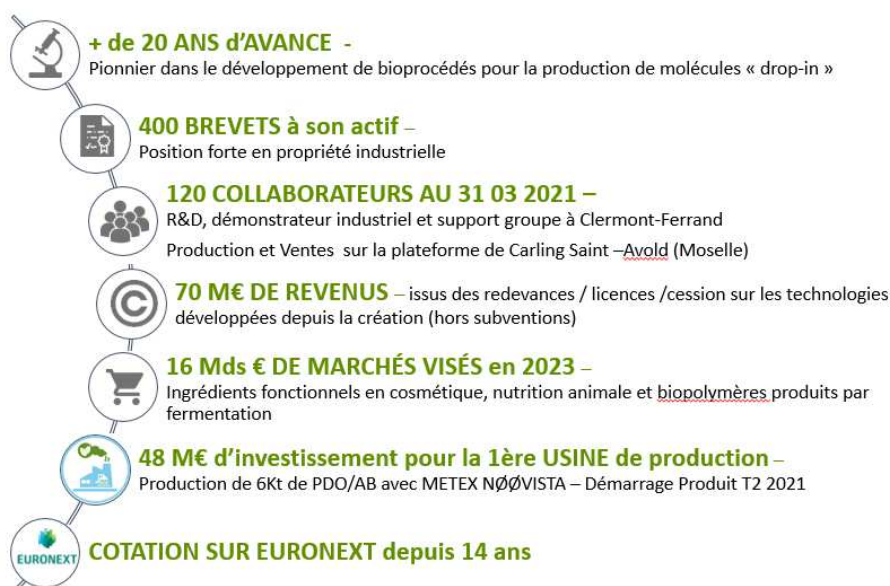 + de 20 ANS d’AVANCE -
Pionnier dans le développement de bioprocédés pour la production de molécules « drop-in »
400 BREVETS à son actif –
Position forte en propriété industrielle
120 COLLABORATEURS AU 31 03 2021 –
R&D, démonstrateur industriel et support groupe à Clermont-Ferrand
Production et Ventes sur la plateforme de Carling Saint –Avold (Moselle)
70 M€ DE REVENUS – issus des redevances / licences /cession sur les technologies
développées depuis la création (hors subventions)
16 Mds € DE MARCHÉS VISÉS en 2023 –
Ingrédients fonctionnels en cosmétique, nutrition animale et biopolymères produits par
fermentation
48 M€ d’investissement pour la 1ère USINE de production –
Production de 6Kt de PDO/AB avec METEX NØØVISTA – Démarrage Produit T2 2021
EURONEXT
COTATION SUR EURONEXT depuis 14 ans